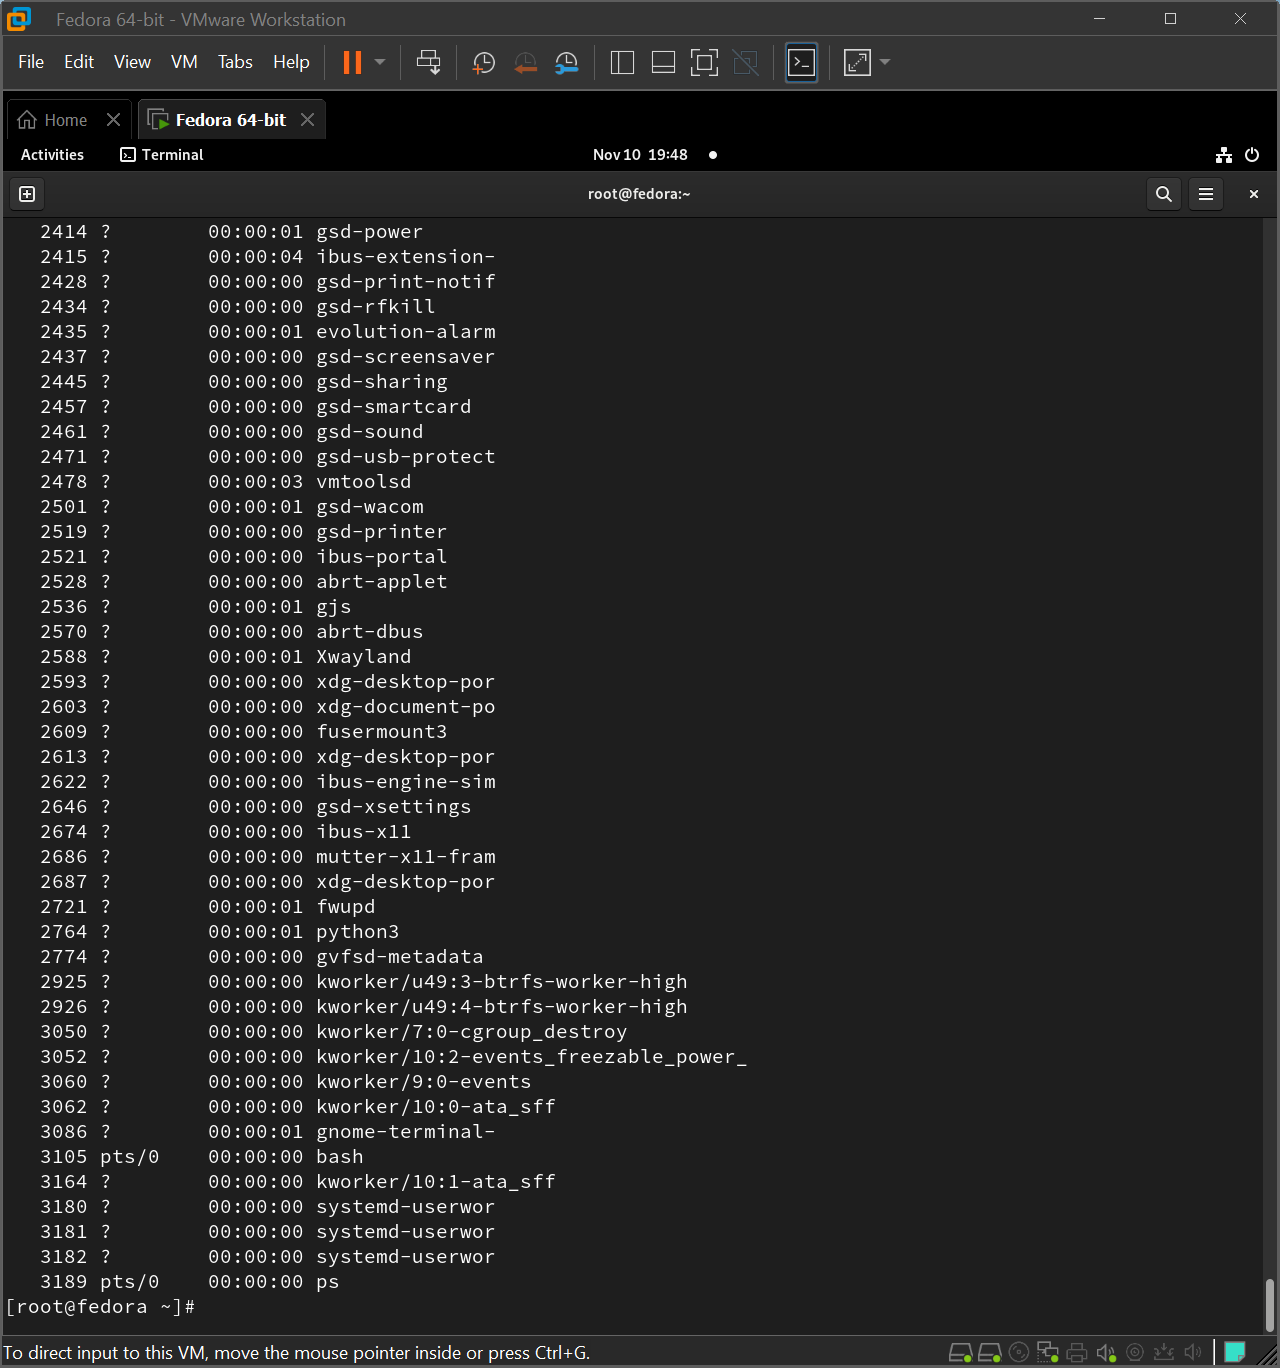 Fedora 64-bit - VMware Workstation
File Edit View VM Tabs Help
Home Fedora 64-bit
Activities Terminal Nov 10 19:48
root@fedora:~
2414 ? 00:00:01 gsd-power
2415 ? 00:00:04 ibus-extension-
2428 ? 00:00:00 gsd-print-notif
2434 ? 00:00:00 gsd-rfkill
2435 ? 00:00:01 evolution-alarm
2437 ? 00:00:00 gsd-screensaver
2445 ? 00:00:00 gsd-sharing
2457 ? 00:00:00 gsd-smartcard
2461 ? 00:00:00 gsd-sound
2471 ? 00:00:00 gsd-usb-protect
2478 ? 00:00:03 vmtoolsd
2501 ? 00:00:01 gsd-wacom
2519 ? 00:00:00 gsd-printer
2521 ? 00:00:00 ibus-portal
2528 ? 00:00:00 abrt-applet
2536 ? 00:00:01 gjs
2570 ? 00:00:00 abrt-dbus
2588 ? 00:00:01 Xwayland
2593 ? 00:00:00 xdg-desktop-por
2603 ? 00:00:00 xdg-document-po
2609 ? 00:00:00 fusermount3
2613 ? 00:00:00 xdg-desktop-por
2622 ? 00:00:00 ibus-engine-sim
2646 ? 00:00:00 gsd-xsettings
2674 ? 00:00:00 ibus-x11
2686 ? 00:00:00 mutter-x11-fram
2687 ? 00:00:00 xdg-desktop-por
2721 ? 00:00:01 fwupd
2764 ? 00:00:01 python3
2774 ? 00:00:00 gvfsd-metadata
2925 ? 00:00:00 kworker/u49:3-btrfs-worker-high
2926 ? 00:00:00 kworker/u49:4-btrfs-worker-high
3050 ? 00:00:00 kworker/7:0-cgroup_destroy
3052 ? 00:00:00 kworker/10:2-events_freezable_power_
3060 ? 00:00:00 kworker/9:0-events
3062 ? 00:00:00 kworker/10:0-ata_sff
3086 ? 00:00:01 gnome-terminal-
3105 pts/0 00:00:00 bash
3164 ? 00:00:00 kworker/10:1-ata_sff
3180 ? 00:00:00 systemd-userwor
3181 ? 00:00:00 systemd-userwor
3182 ? 00:00:00 systemd-userwor
3189 pts/0 00:00:00 ps
[root@fedora ~]#
To direct input to this VM, move the mouse pointer inside or press Ctrl+G.